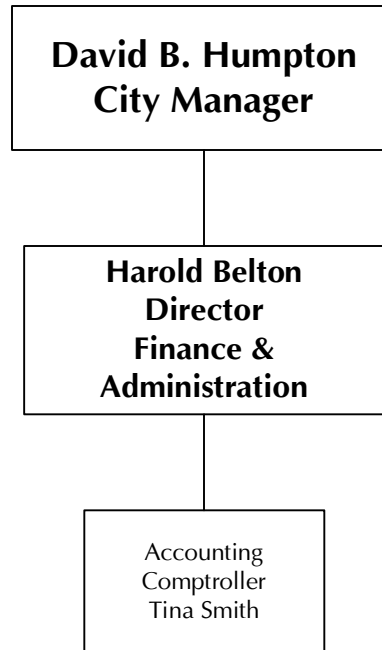 David B. Humpton
City Manager
Harold Belton
Director
Finance &
Administration
Accounting
Comptroller
Tina Smith